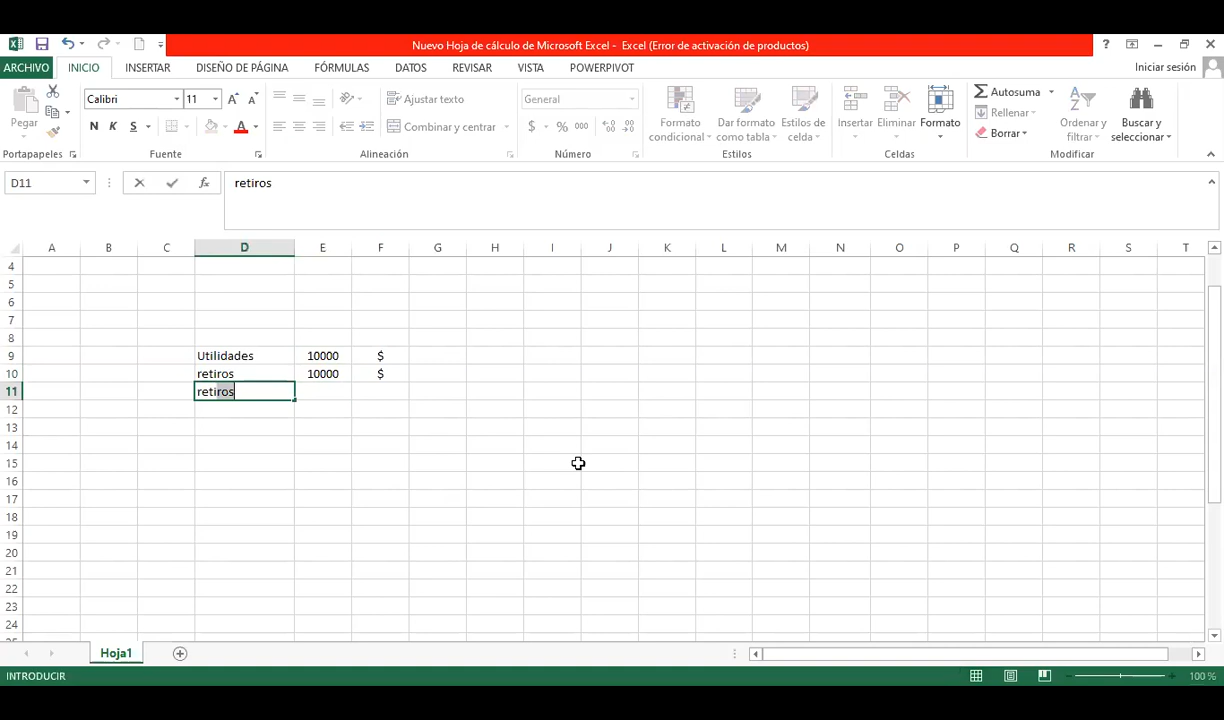 Nuevo Hoja de cálculo de Microsoft Excel - Excel (Error de activación de productos)
ARCHIVO INICIO INSERTAR DISEÑO DE PÁGINA FÓRMULAS DATOS REVISAR VISTA POWERPIVOT Iniciar sesión
Calibri 11 Ajustar texto General Autosuma
Pegar N K S A Combinar y centrar $ % 000 Formato condicional Dar formato como tabla Estilos de celda Insertar Eliminar Formato Rellenar Borrar Ordenar y filtrar Buscar y seleccionar
Portapapeles Fuente Alineación Número Estilos Celdas Modificar
D11 fx retiros
A B C D E F G H I J K L M N O P Q R S T
4
5
6
7
8
9 Utilidades 10000 $
10 retiros 10000 $
11 retiros
12
13
14
15
16
17
18
19
20
21
22
23
24
25
Hoja1
INTRODUCIR 100 %